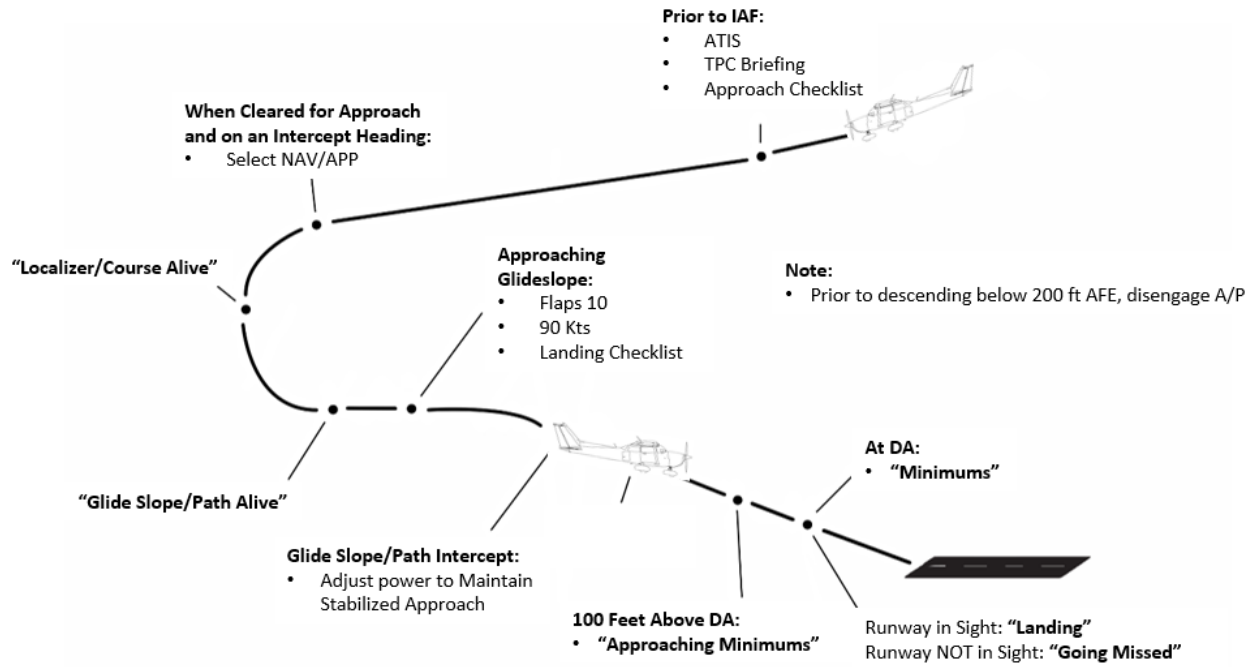 Prior to IAF:
• ATIS
• TPC Briefing
• Approach Checklist
When Cleared for Approach
and on an Intercept Heading:
• Select NAV/APP
“Localizer/Course Alive”
Approaching
Glideslope:
• Flaps 10
• 90 Kts
• Landing Checklist
Note:
• Prior to descending below 200 ft AFE, disengage A/P
“Glide Slope/Path Alive”
At DA:
• “Minimums”
Glide Slope/Path Intercept:
• Adjust power to Maintain
Stabilized Approach
100 Feet Above DA:
• “Approaching Minimums”
Runway in Sight: “Landing”
Runway NOT in Sight: “Going Missed”